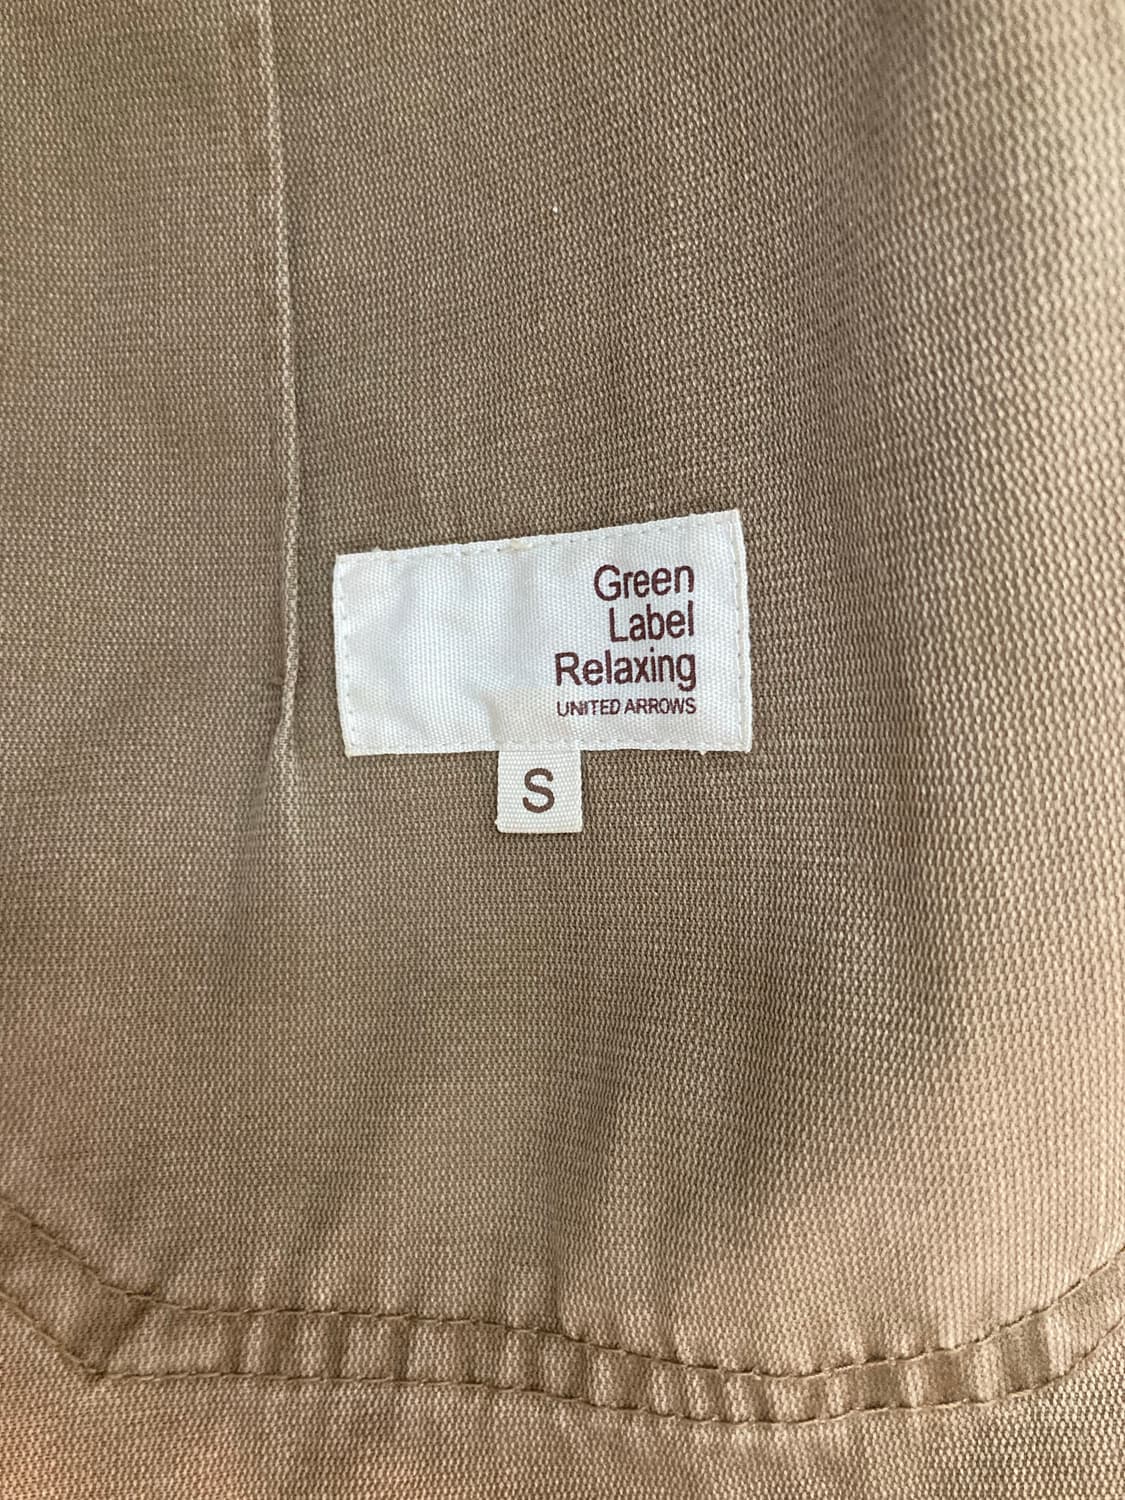 Green
Label
Relaxing
UNITED ARROWS
S